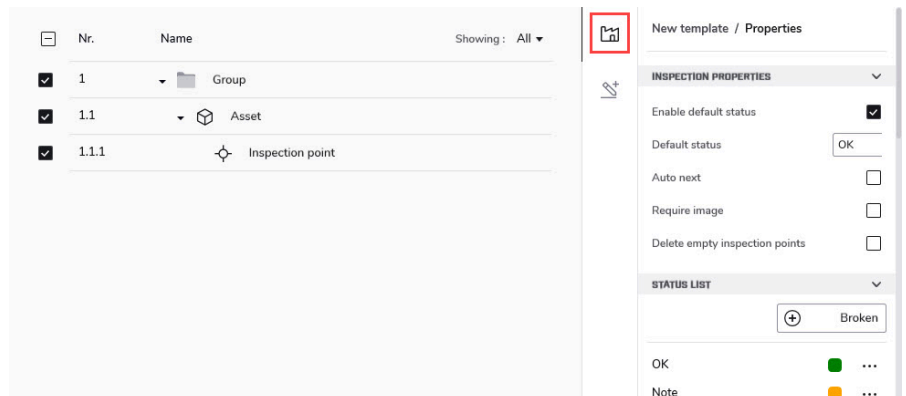 Nr. Name Showing : All
1 Group
1.1 Asset
1.1.1 Inspection point
New template / Properties
INSPECTION PROPERTIES
Enable default status
Default status OK
Auto next
Require image
Delete empty inspection points
STATUS LIST
Broken
OK
Note